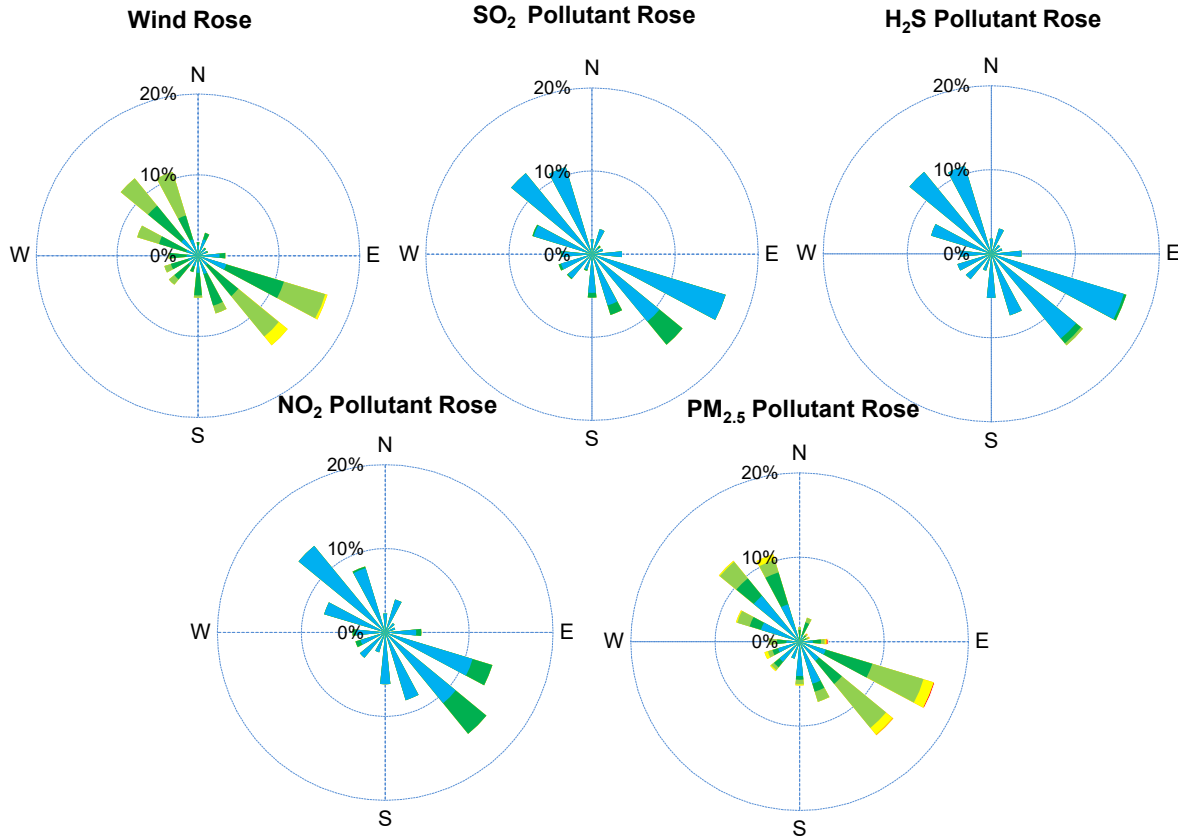 Wind Rose
N
20%
10%
W
0%
E
S
SO₂ Pollutant Rose
N
20%
10%
W
0%
E
S
H₂S Pollutant Rose
N
20%
10%
W
0%
E
S
NO₂ Pollutant Rose
N
20%
10%
W
0%
E
S
PM₂.₅ Pollutant Rose
N
20%
10%
W
0%
E
S